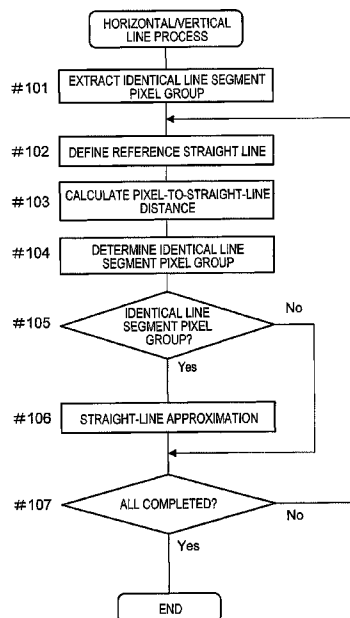 HORIZONTAL/VERTICAL
LINE PROCESS
#101
EXTRACT IDENTICAL LINE SEGMENT
PIXEL GROUP
#102
DEFINE REFERENCE STRAIGHT LINE
#103
CALCULATE PIXEL-TO-STRAIGHT-LINE
DISTANCE
#104
DETERMINE IDENTICAL LINE
SEGMENT PIXEL GROUP
#105
IDENTICAL LINE
SEGMENT PIXEL
GROUP?
No
Yes
#106
STRAIGHT-LINE APPROXIMATION
#107
ALL COMPLETED?
No
Yes
END